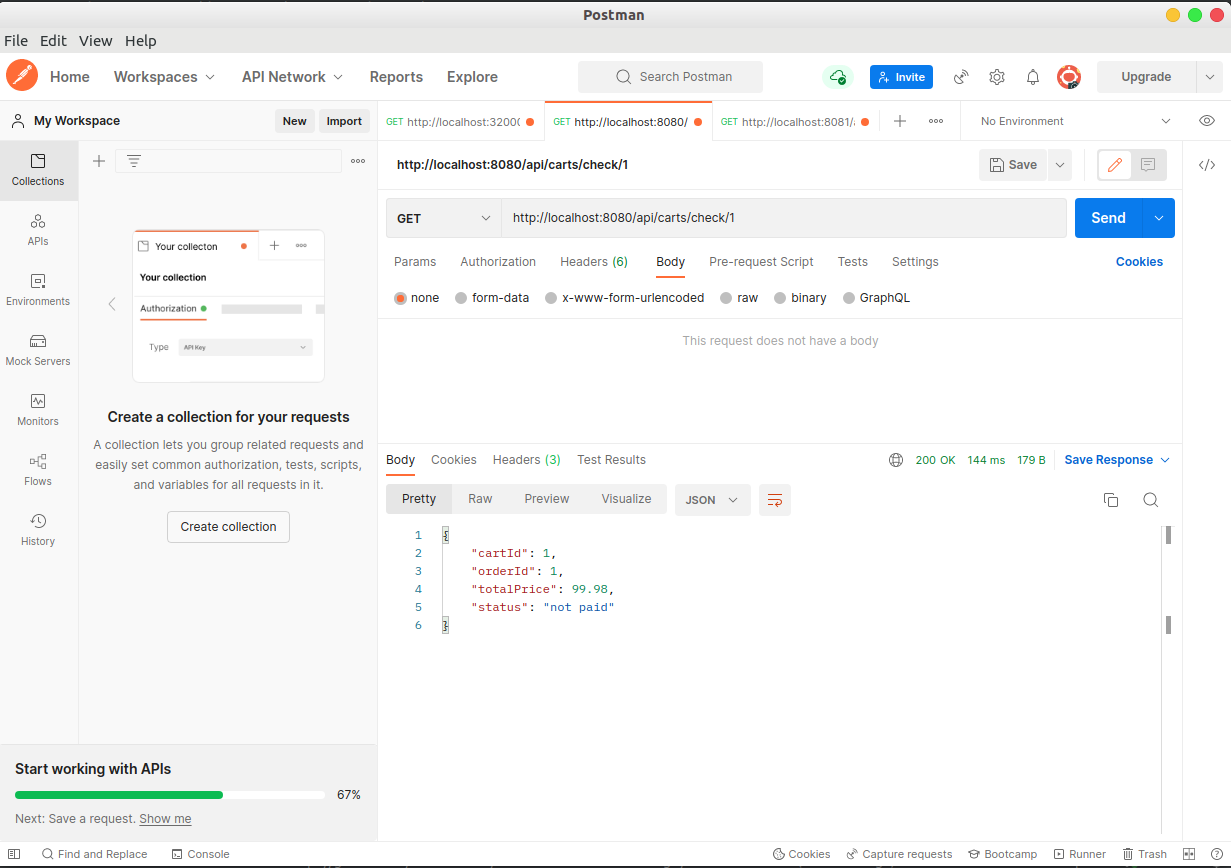 Postman
File Edit View Help
Home Workspaces API Network Reports Explore Search Postman Invite Upgrade
My Workspace New Import GET http://localhost:3200 GET http://localhost:8080/ GET http://localhost:8081/ No Environment
http://localhost:8080/api/carts/check/1 Save
Collections
APIs
Environments
Mock Servers
Monitors
Flows
History
Your collecton
Your collection
Authorization
Type API Key
Create a collection for your requests
A collection lets you group related requests and
easily set common authorization, tests, scripts,
and variables for all requests in it.
Create collection
GET http://localhost:8080/api/carts/check/1 Send
Params Authorization Headers (6) Body Pre-request Script Tests Settings Cookies
none form-data x-www-form-urlencoded raw binary GraphQL
This request does not have a body
Body Cookies Headers (3) Test Results 200 OK 144 ms 179 B Save Response
Pretty Raw Preview Visualize JSON
1 {
2 "cartId": 1,
3 "orderId": 1,
4 "totalPrice": 99.98,
5 "status": "not paid"
6 }
Start working with APIs
67%
Next: Save a request. Show me
Find and Replace Console Cookies Capture requests Bootcamp Runner Trash